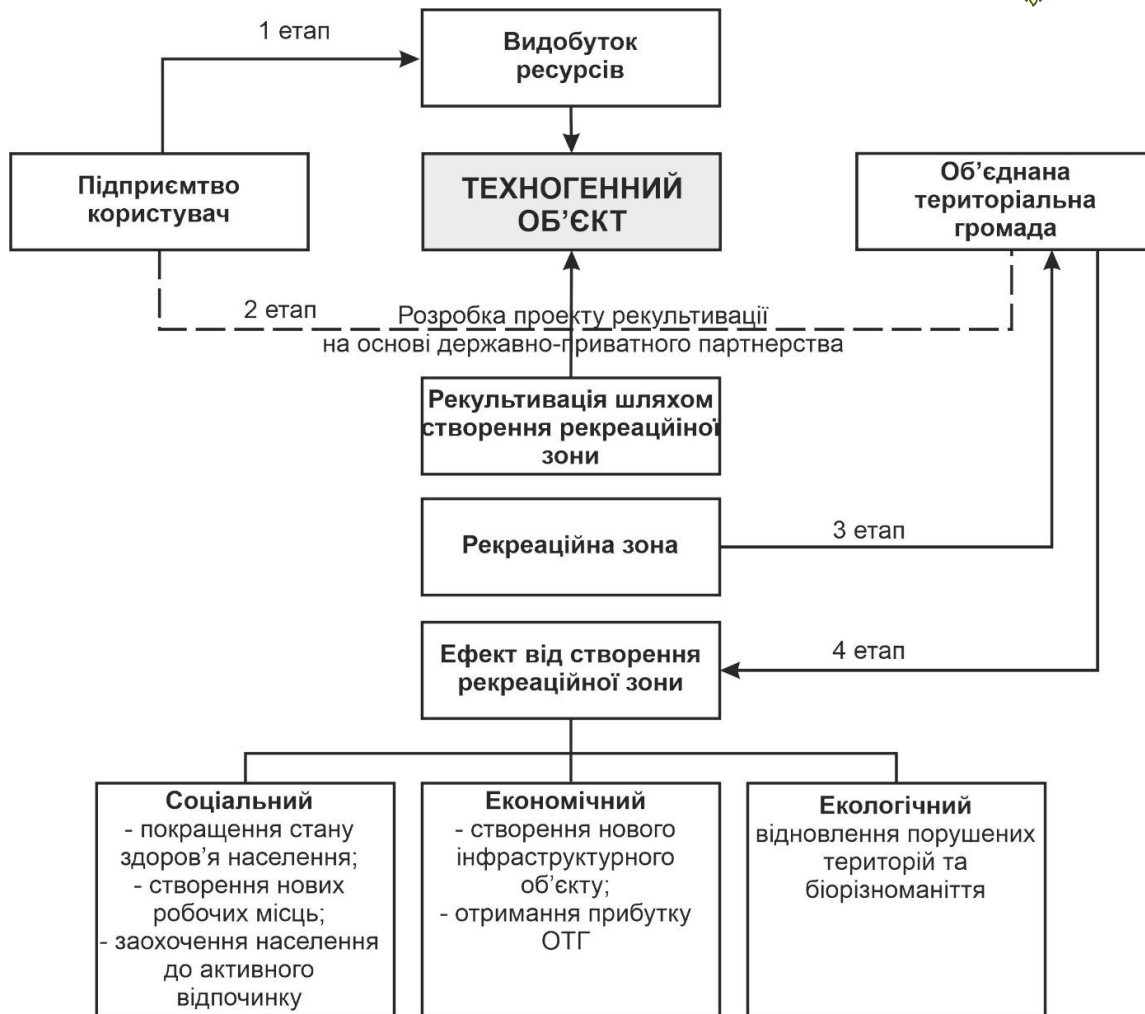 1 етап
Видобуток
ресурсів
Підприємтво
користувач
ТЕХНОГЕННИЙ
ОБ’ЄКТ
Об’єднана
територіальна
громада
2 етап
Розробка проекту рекультивації
на основі державно-приватного партнерства
Рекультивація шляхом
створення рекреаційіної
зони
Рекреаційна зона
3 етап
Ефект від створення
рекреаційної зони
4 етап
Соціальний
- покращення стану
здоров’я населення;
- створення нових
робочих місць;
- заохочення населення
до активного
відпочинку
Економічний
- створення нового
інфраструктурного
об’єкту;
- отримання прибутку
ОТГ
Екологічний
відновлення порушених
територій та
біорізноманіття